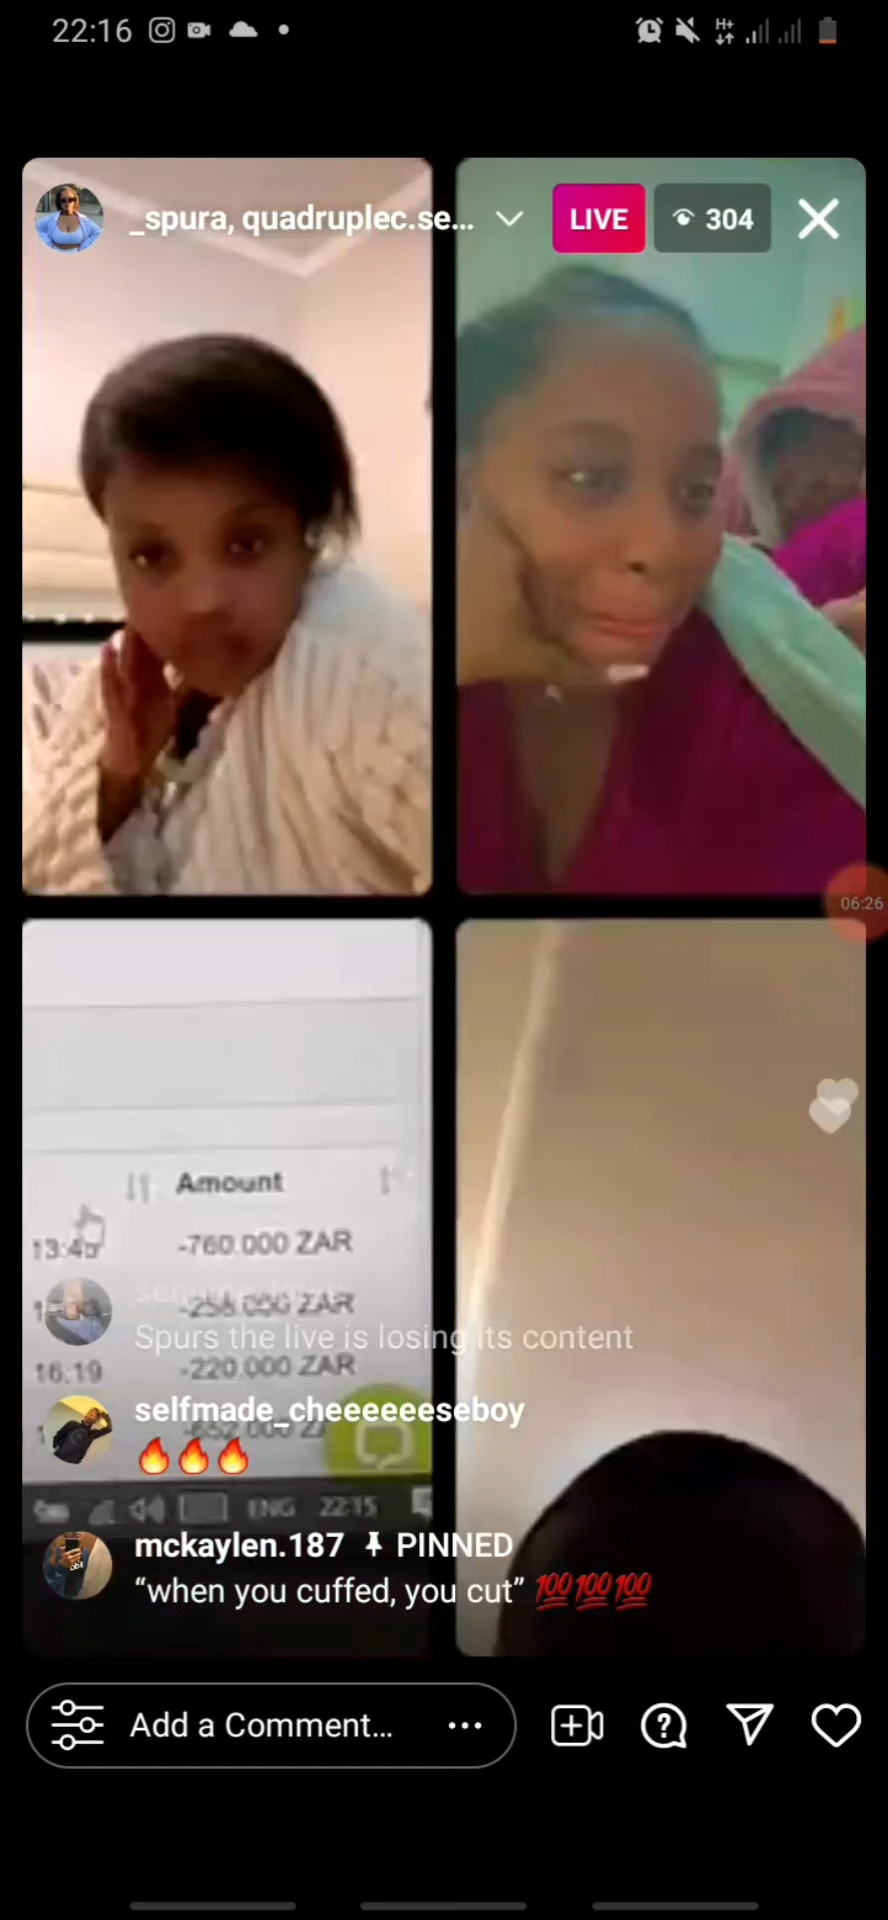 22:16
H+
_spura, quadruplec.se...
LIVE
304
06:26
Amount
13:45
-760.000 ZAR
-258.000 ZAR
Spurs the live is losing its content
16:19
-220.000 ZAR
selfmade_cheeeeeeseboy
🔥🔥🔥
ENG 22:15
mckaylen.187 PINNED
“when you cuffed, you cut” 💯💯💯
Add a Comment...